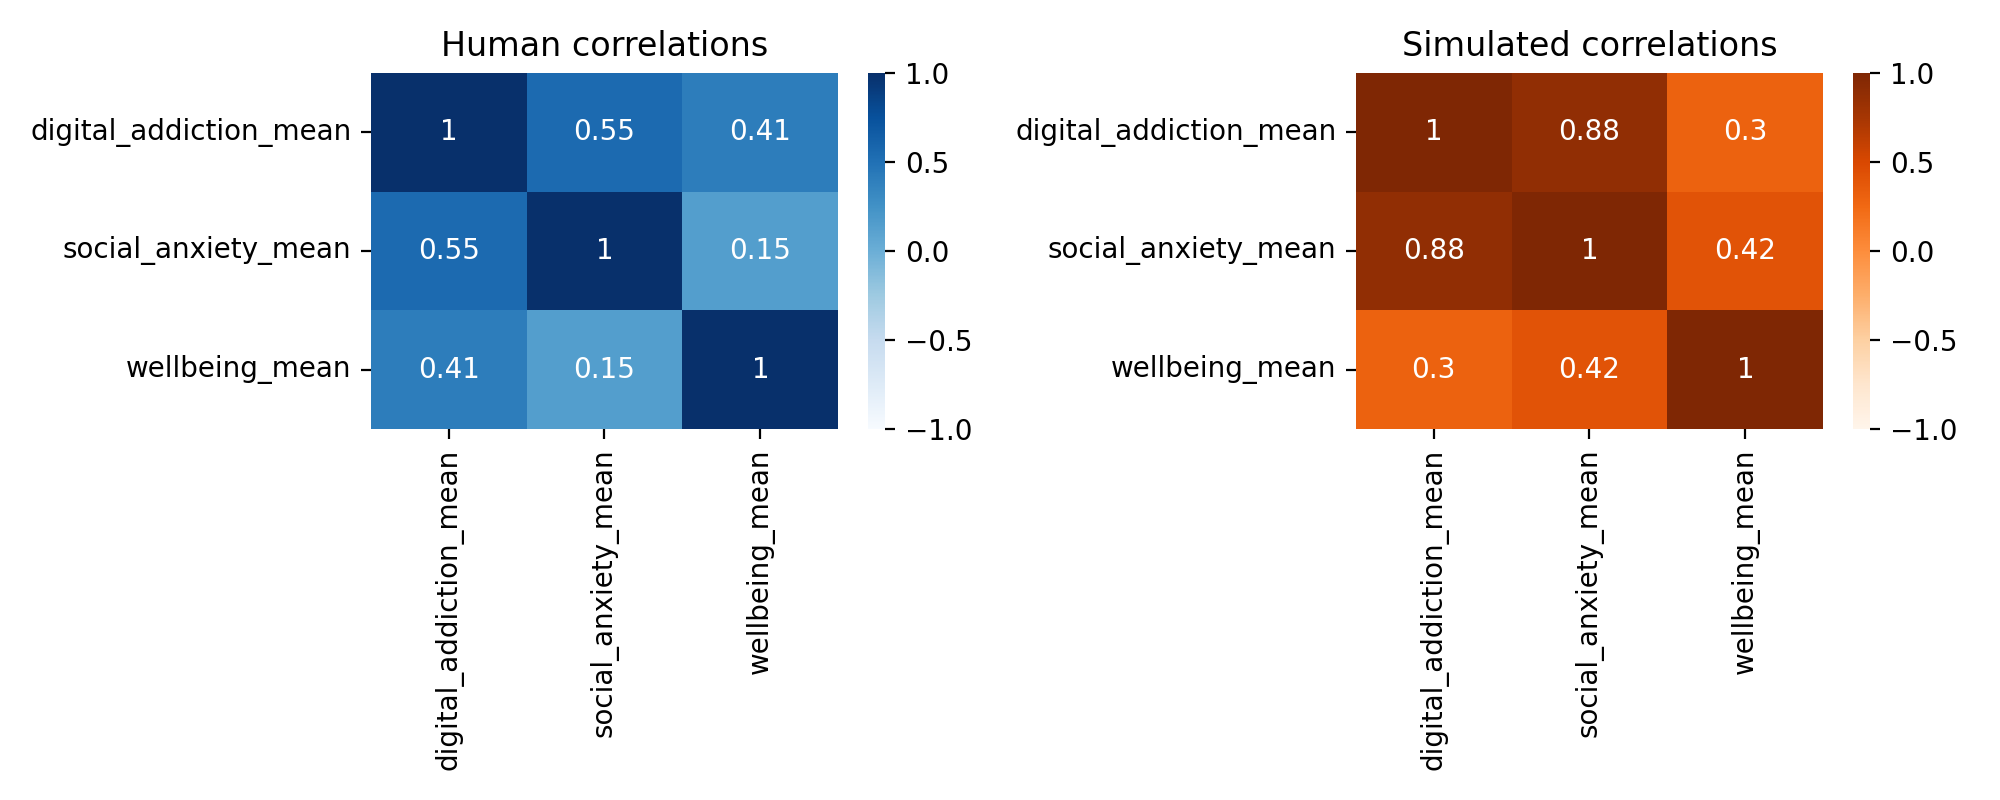 Human correlations
digital_addiction_mean
social_anxiety_mean
wellbeing_mean
1 0.55 0.41
0.55 1 0.15
0.41 0.15 1
1.0
0.5
0.0
−0.5
−1.0
digital_addiction_mean
social_anxiety_mean
wellbeing_mean
Simulated correlations
digital_addiction_mean
social_anxiety_mean
wellbeing_mean
1 0.88 0.3
0.88 1 0.42
0.3 0.42 1
1.0
0.5
0.0
−0.5
−1.0
digital_addiction_mean
social_anxiety_mean
wellbeing_mean